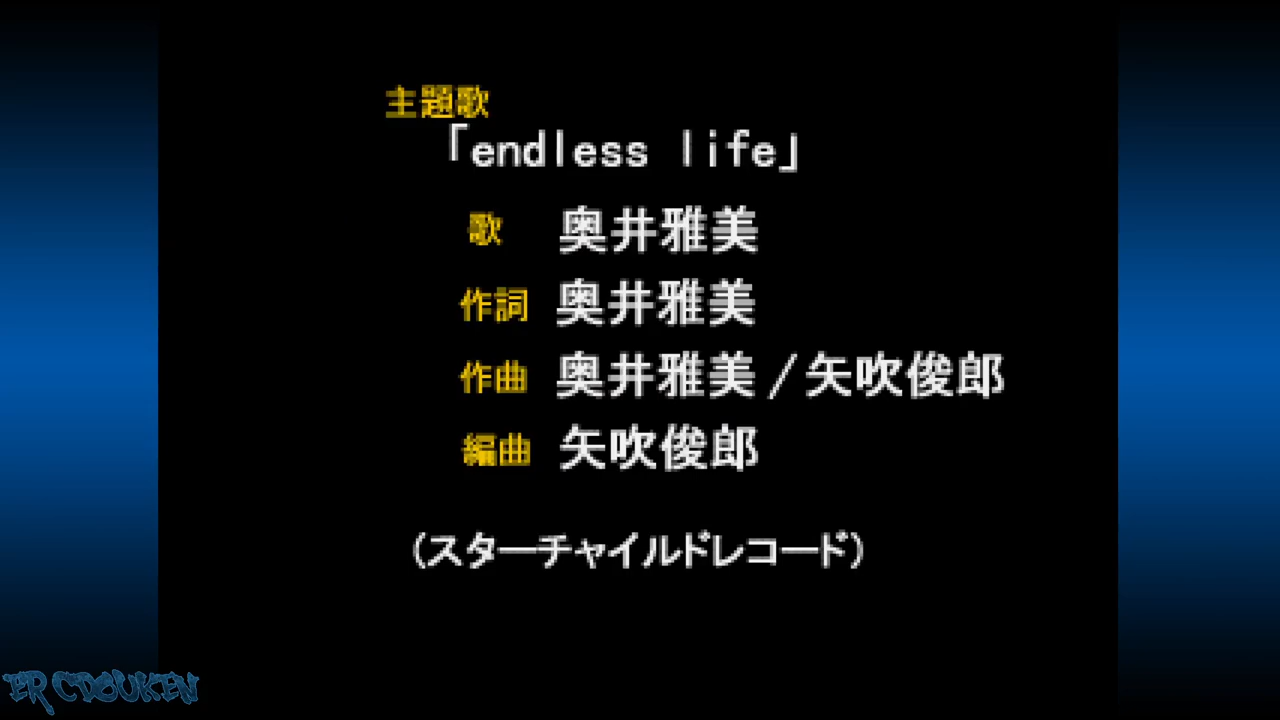 主題歌
「endless life」
歌 奥井雅美
作詞 奥井雅美
作曲 奥井雅美/矢吹俊郎
編曲 矢吹俊郎
(スターチャイルドレコード)
ER CDOUKEN